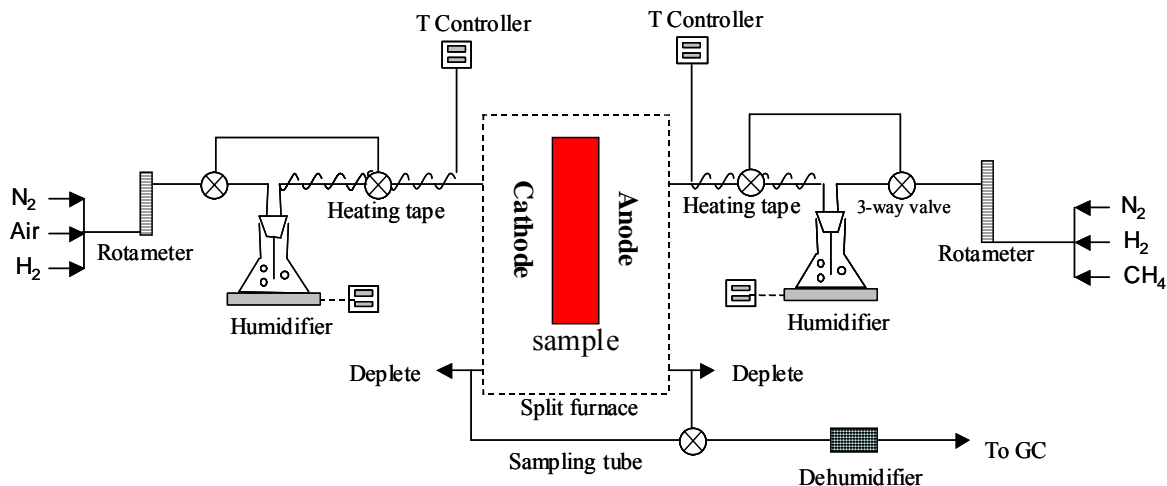 T Controller
T Controller
N2
Air
H2
Rotameter
Heating tape
Humidifier
Cathode
Anode
sample
Heating tape
3-way valve
Rotameter
Humidifier
N2
H2
CH4
Deplete
Deplete
Split furnace
Sampling tube
Dehumidifier
To GC